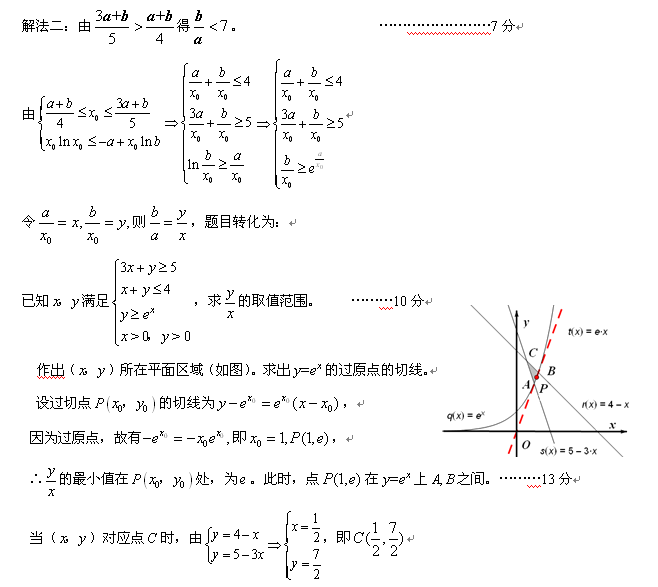 解法二：由 (3a+b)/5 > (a+b)/4 得 b/a < 7。 ……………………7 分
由 { (a+b)/4 ≤ x₀ ≤ (3a+b)/5, x₀ ln x₀ ≤ −a + x₀ ln b ⇒ { a/x₀ + b/x₀ ≤ 4, 3a/x₀ + b/x₀ ≥ 5, ln b/x₀ ≥ a/x₀ ⇒ { a/x₀ + b/x₀ ≤ 4, 3a/x₀ + b/x₀ ≥ 5, b/x₀ ≥ e^(a/x₀)
令 a/x₀ = x, b/x₀ = y, 则 b/a = y/x，题目转化为：
已知 x，y 满足 { 3x + y ≥ 5, x + y ≤ 4, y ≥ eˣ, x > 0，y > 0 ，求 y/x 的取值范围。 ………10 分
作出（x，y）所在平面区域（如图）。求出 y=eˣ 的过原点的切线。
设过切点 P(x₀，y₀) 的切线为 y − e^(x₀) = e^(x₀)(x − x₀)，
因为过原点，故有 −e^(x₀) = −x₀e^(x₀), 即 x₀ = 1, P(1, e)，
∴ y/x 的最小值在 P(x₀，y₀) 处，为 e。此时，点 P(1, e) 在 y=eˣ 上 A, B 之间。………13 分
当（x，y）对应点 C 时，由 { y = 4 − x, y = 5 − 3x ⇒ { x = 1/2, y = 7/2 ，即 C(1/2, 7/2)
y
t(x) = e·x
C
B
A
P
q(x) = eˣ
r(x) = 4 − x
x
O
s(x) = 5 − 3·x